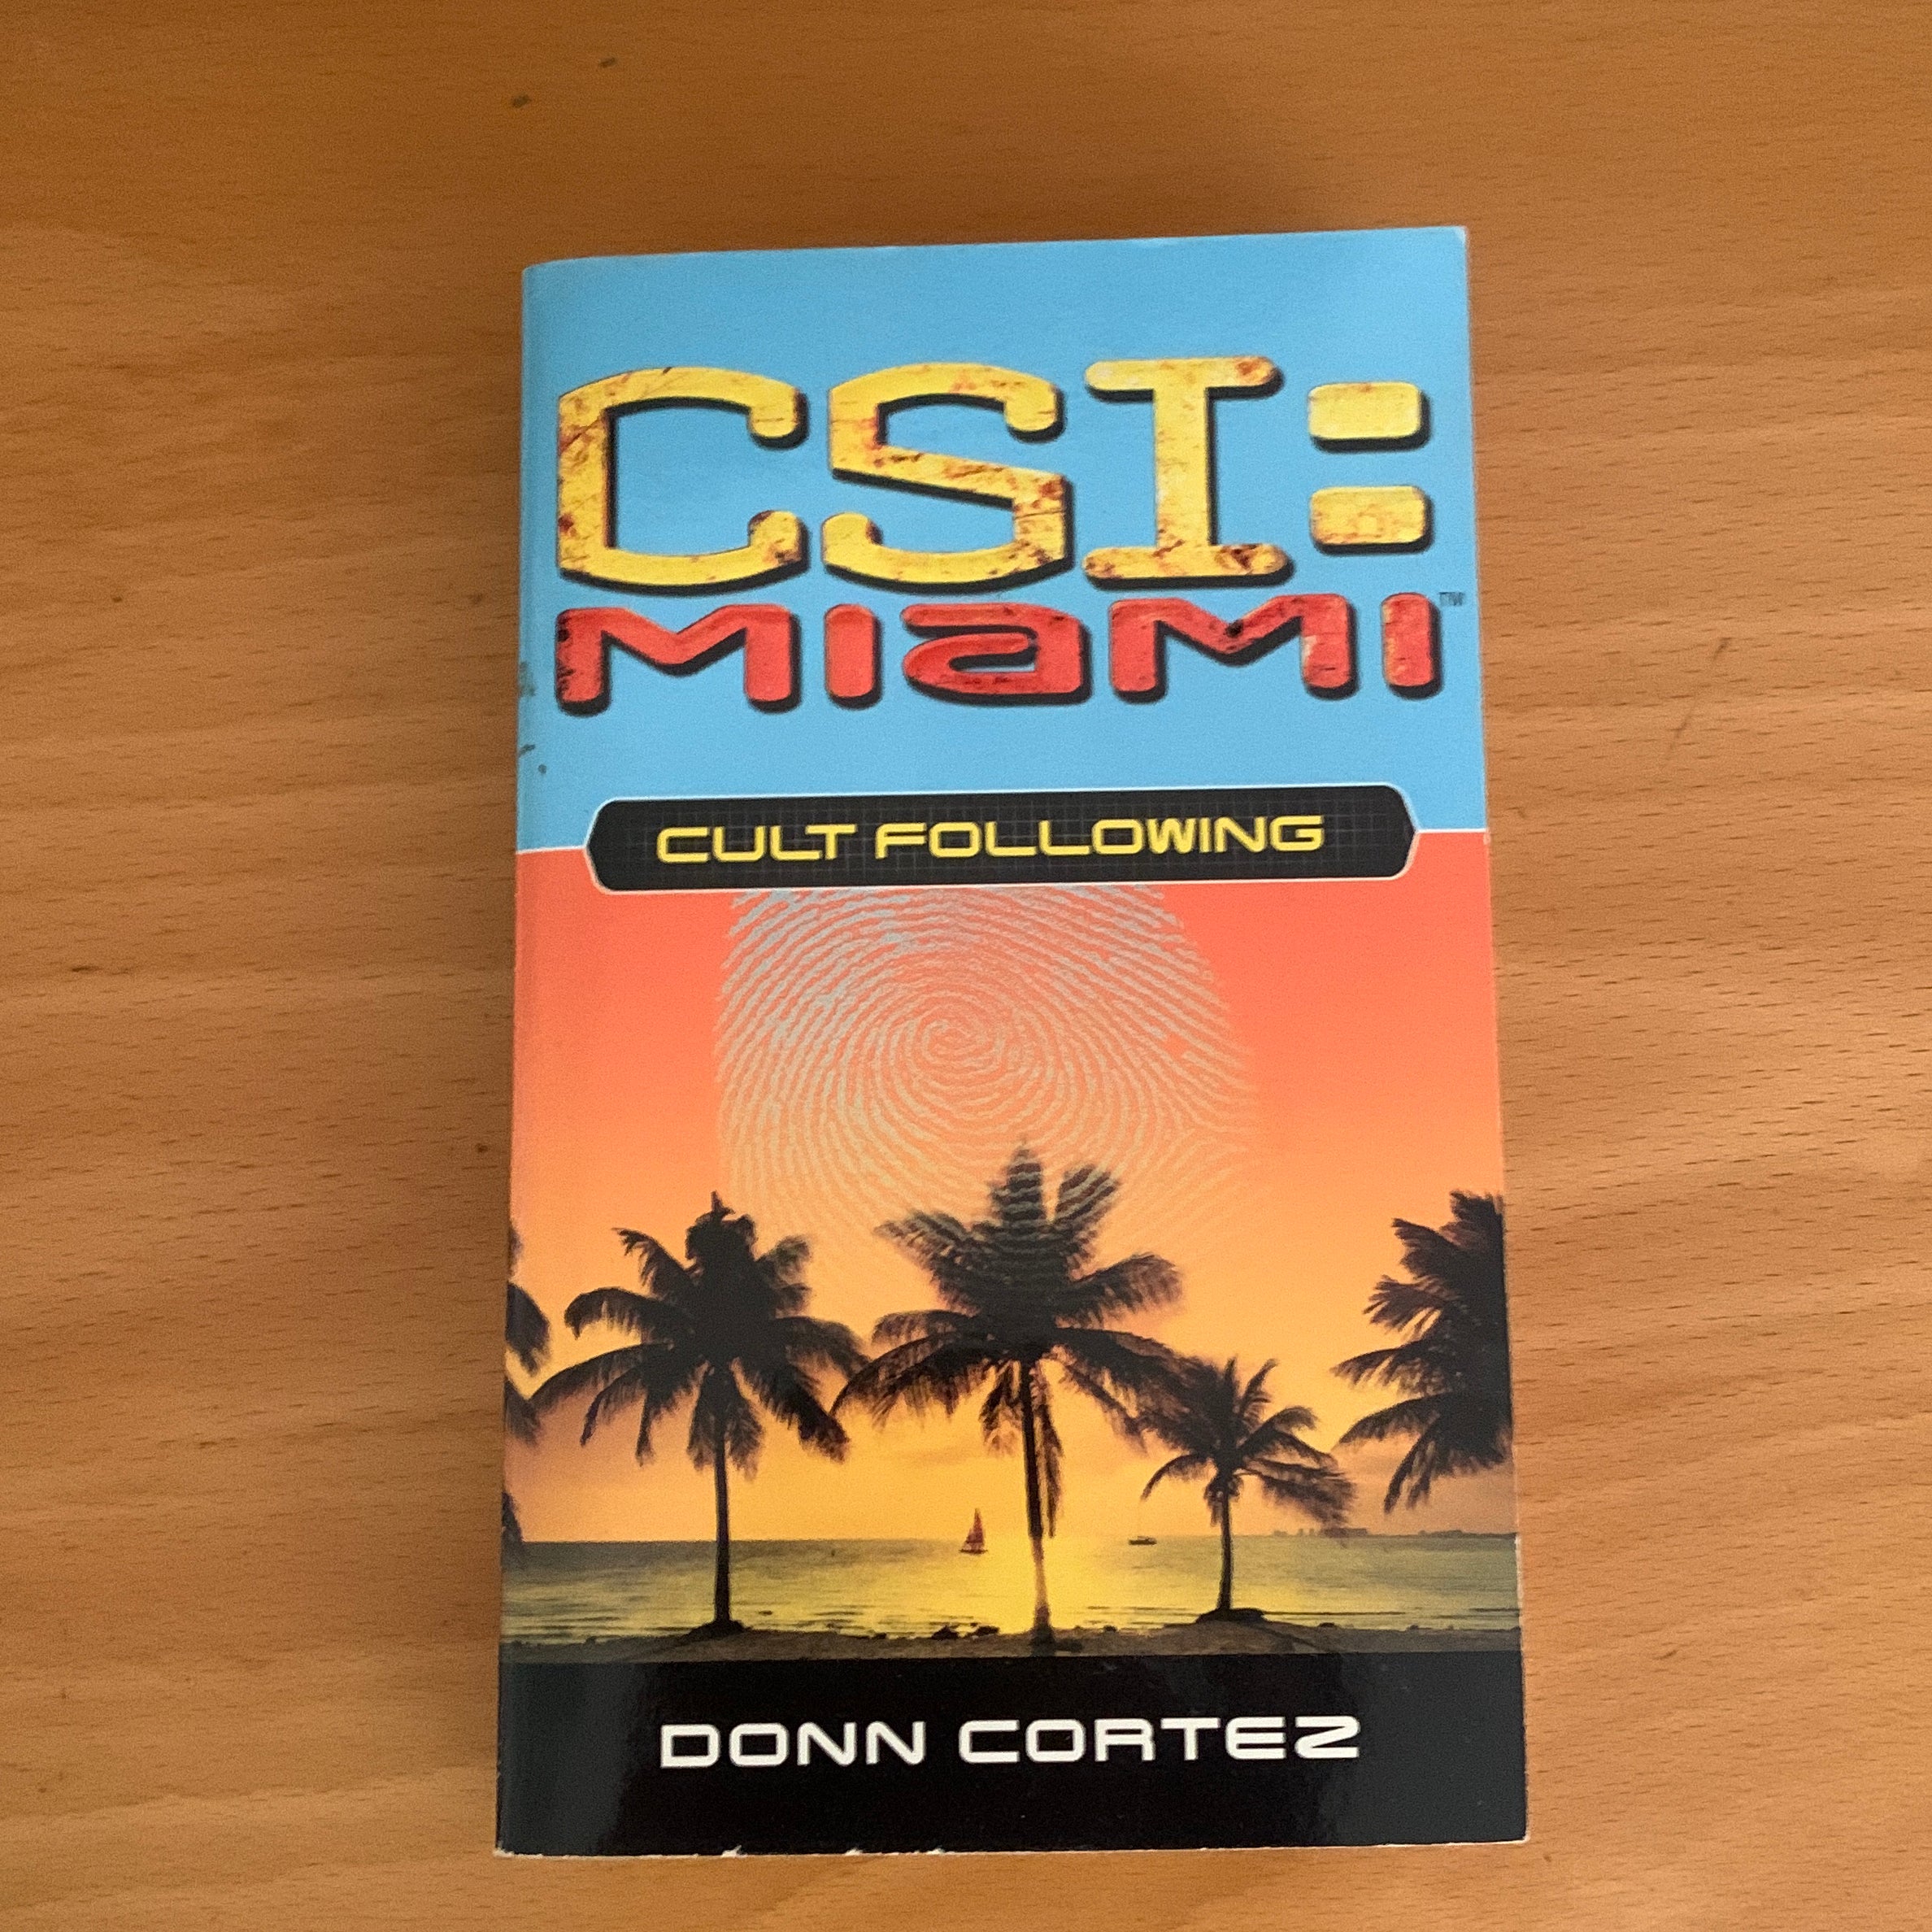 CSI:
MIAMI™
CULT FOLLOWING
DONN CORTEZ